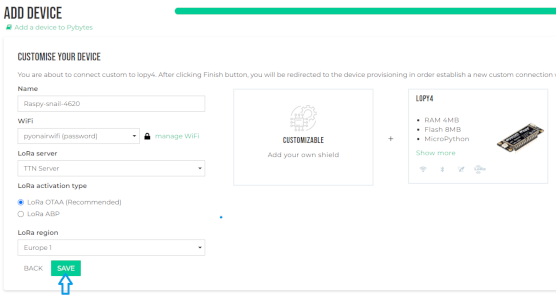 ADD DEVICE
Add a device to Pybytes
CUSTOMISE YOUR DEVICE
You are about to connect custom to lopy4. After clicking Finish button, you will be redirected to the device provisioning in order establish a new custom connection
Name
Raspy-snail-4620
WiFi
pyonairwifi (password)
manage WiFi
LoRa server
TTN Server
LoRa activation type
LoRa OTAA (Recommended)
LoRa ABP
LoRa region
Europe 1
BACK
SAVE
CUSTOMIZABLE
Add your own shield
+
LOPY4
RAM 4MB
Flash 8MB
MicroPython
Show more